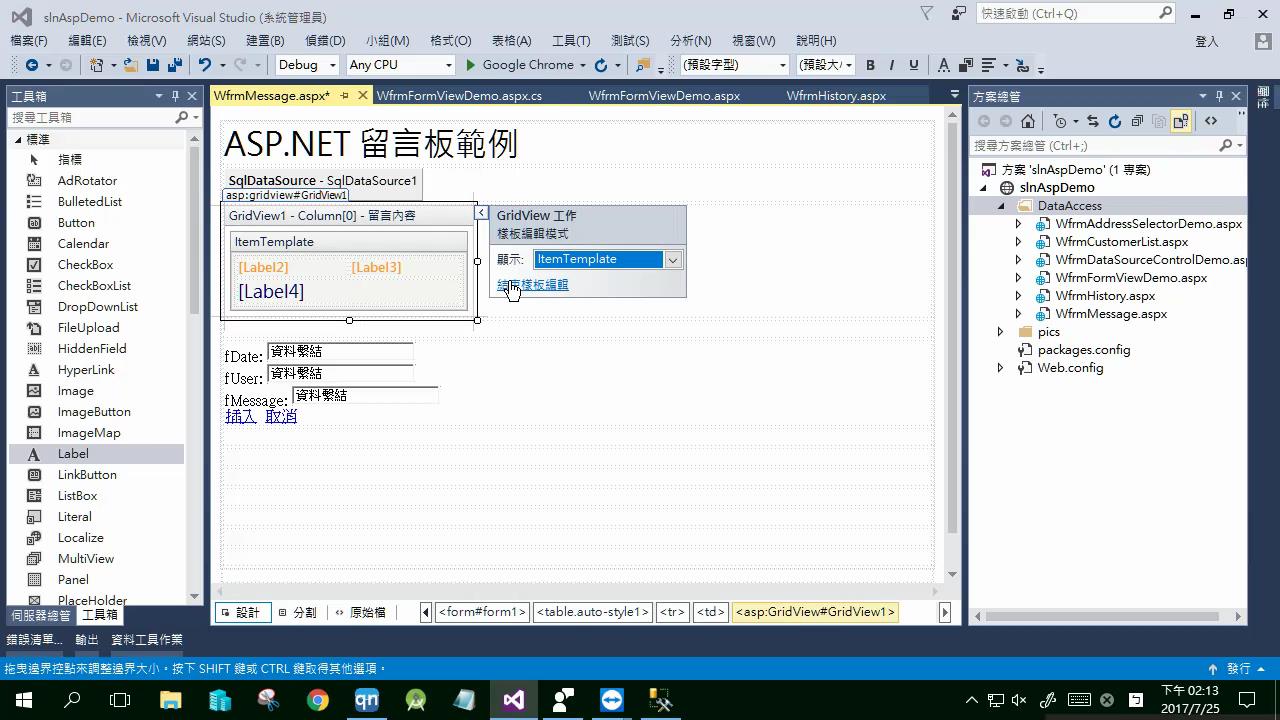 slnAspDemo - Microsoft Visual Studio (系統管理員)
快速啟動 (Ctrl+Q)
檔案(F) 編輯(E) 檢視(V) 網站(S) 建置(B) 偵錯(D) 小組(M) 格式(O) 表格(A) 工具(T) 測試(S) 分析(N) 視窗(W) 說明(H)
登入
Debug Any CPU Google Chrome (預設字型) (預設大 B I U A
工具箱
WfrmMessage.aspx* WfrmFormViewDemo.aspx.cs WfrmFormViewDemo.aspx WfrmHistory.aspx
方案總管
搜尋工具箱
搜尋方案總管 (Ctrl+;)
標準
指標
AdRotator
BulletedList
Button
Calendar
CheckBox
CheckBoxList
DropDownList
FileUpload
HiddenField
HyperLink
Image
ImageButton
ImageMap
Label
LinkButton
ListBox
Literal
Localize
MultiView
Panel
PlaceHolder
伺服器總管 工具箱
ASP.NET 留言板範例
SqlDataSource - SqlDataSource1
asp:gridview#GridView1
GridView1 - Column[0] - 留言內容
ItemTemplate
[Label2] [Label3]
[Label4]
GridView 工作
樣板編輯模式
顯示: ItemTemplate
樣板編輯
fDate: 資料繫結
fUser: 資料繫結
fMessage: 資料繫結
插入 取消
設計 分割 原始檔
<form#form1> <table.auto-style1> <tr> <td> <asp:GridView#GridView1>
方案 'slnAspDemo' (1 專案)
slnAspDemo
DataAccess
WfrmAddressSelectorDemo.aspx
WfrmCustomerList.aspx
WfrmDataSourceControlDemo.asp
WfrmFormViewDemo.aspx
WfrmHistory.aspx
WfrmMessage.aspx
pics
packages.config
Web.config
錯誤清單... 輸出 資料工具作業
拖曳邊界控點來調整邊界大小。按下 SHIFT 鍵或 CTRL 鍵取得其他選項。
發行
qn
下午 02:13
2017/7/25